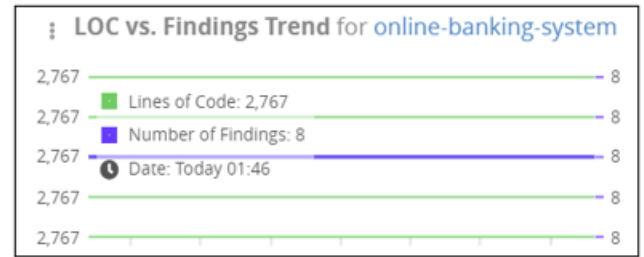 LOC vs. Findings Trend for online-banking-system
2,767 8
Lines of Code: 2,767
2,767 8
Number of Findings: 8
2,767 8
Date: Today 01:46
2,767 8
2,767 8